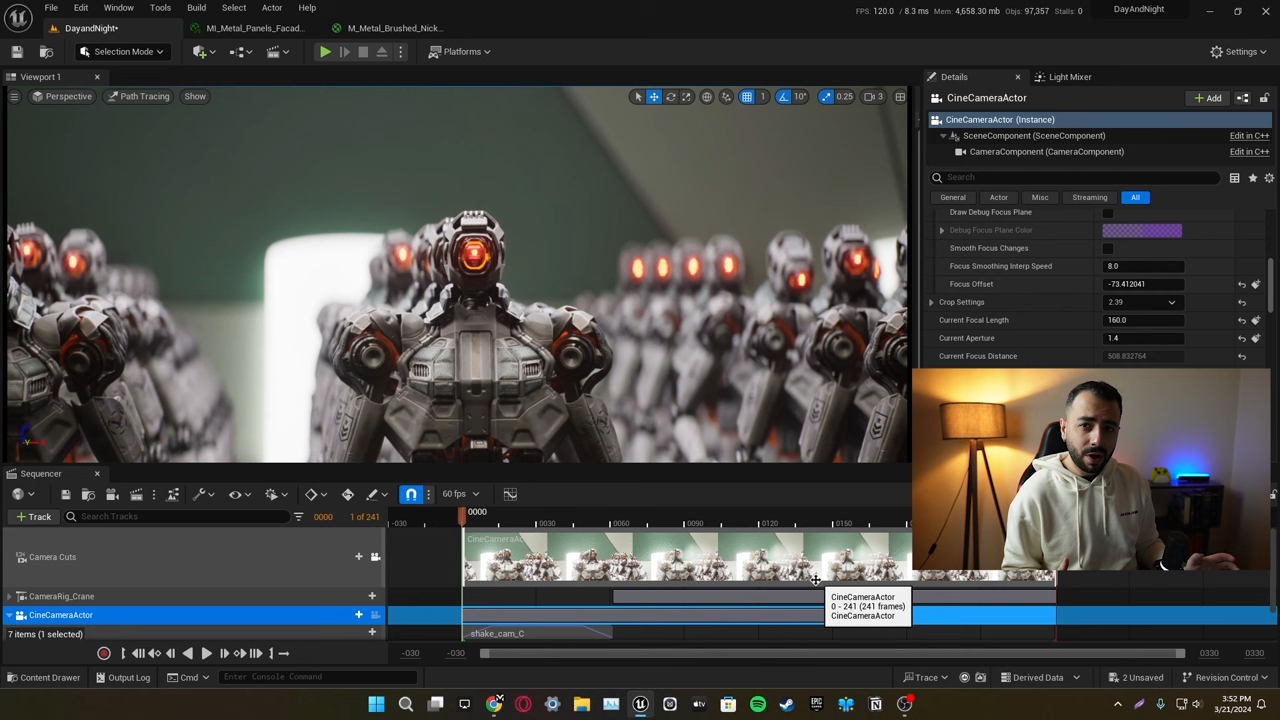 File Edit Window Tools Build Select Actor Help
FPS: 120.0 / 8.3 ms Mem: 4,658.30 mb Objs: 97,357 Stalls: 0
DayAndNight
DayandNight*
MI_Metal_Panels_Facad...
M_Metal_Brushed_Nick...
Selection Mode
Platforms
Settings
Viewport 1
Details
Light Mixer
Perspective
Path Tracing
Show
1
10°
0.25
3
CineCameraActor
Add
CineCameraActor (Instance)
SceneComponent (SceneComponent)
Edit in C++
CameraComponent (CameraComponent)
Edit in C++
Search
General
Actor
Misc
Streaming
All
Draw Debug Focus Plane
Debug Focus Plane Color
Smooth Focus Changes
Focus Smoothing Interp Speed
8.0
Focus Offset
-73.412041
Crop Settings
2.39
Current Focal Length
160.0
Current Aperture
1.4
Current Focus Distance
508.832764
Sequencer
60 fps
+ Track
Search Tracks
0000
1 of 241
-030
0000
0030
0060
0090
0120
0150
Camera Cuts
CameraRig_Crane
CineCameraActor
7 items (1 selected)
shake_cam_C
CineCameraActor
0 - 241 (241 frames)
CineCameraActor
-030
-030
0330
0330
Content Drawer
Output Log
Cmd
Enter Console Command
Trace
Derived Data
2 Unsaved
Revision Control
3:52 PM
3/21/2024